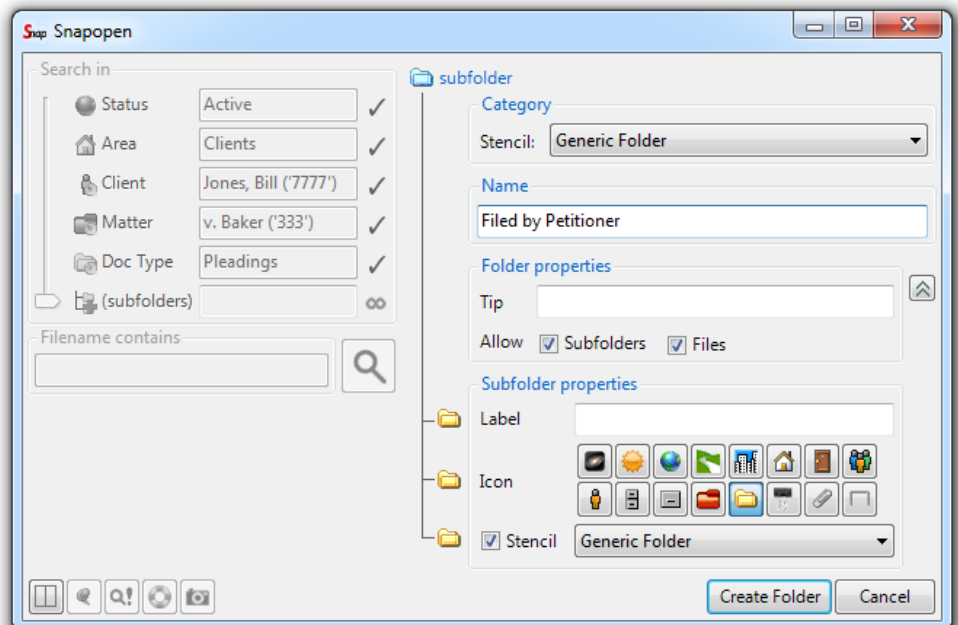 Snap Snapopen
Search in
Status Active
Area Clients
Client Jones, Bill ('7777')
Matter v. Baker ('333')
Doc Type Pleadings
(subfolders)
Filename contains
subfolder
Category
Stencil: Generic Folder
Name
Filed by Petitioner
Folder properties
Tip
Allow Subfolders Files
Subfolder properties
Label
Icon
Stencil Generic Folder
Create Folder Cancel